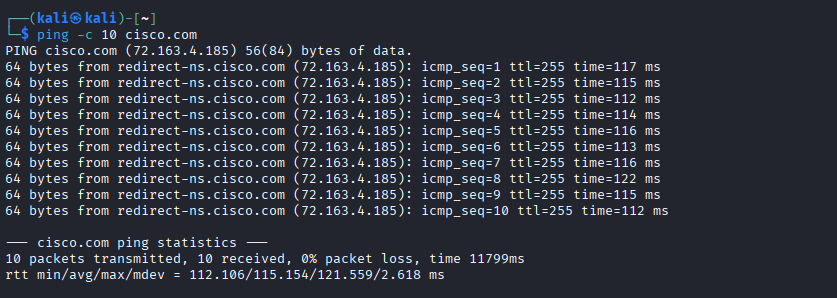 ┌──(kali㉿kali)-[~]
└─$ ping -c 10 cisco.com
PING cisco.com (72.163.4.185) 56(84) bytes of data.
64 bytes from redirect-ns.cisco.com (72.163.4.185): icmp_seq=1 ttl=255 time=117 ms
64 bytes from redirect-ns.cisco.com (72.163.4.185): icmp_seq=2 ttl=255 time=115 ms
64 bytes from redirect-ns.cisco.com (72.163.4.185): icmp_seq=3 ttl=255 time=112 ms
64 bytes from redirect-ns.cisco.com (72.163.4.185): icmp_seq=4 ttl=255 time=114 ms
64 bytes from redirect-ns.cisco.com (72.163.4.185): icmp_seq=5 ttl=255 time=116 ms
64 bytes from redirect-ns.cisco.com (72.163.4.185): icmp_seq=6 ttl=255 time=113 ms
64 bytes from redirect-ns.cisco.com (72.163.4.185): icmp_seq=7 ttl=255 time=116 ms
64 bytes from redirect-ns.cisco.com (72.163.4.185): icmp_seq=8 ttl=255 time=122 ms
64 bytes from redirect-ns.cisco.com (72.163.4.185): icmp_seq=9 ttl=255 time=115 ms
64 bytes from redirect-ns.cisco.com (72.163.4.185): icmp_seq=10 ttl=255 time=112 ms

--- cisco.com ping statistics ---
10 packets transmitted, 10 received, 0% packet loss, time 11799ms
rtt min/avg/max/mdev = 112.106/115.154/121.559/2.618 ms